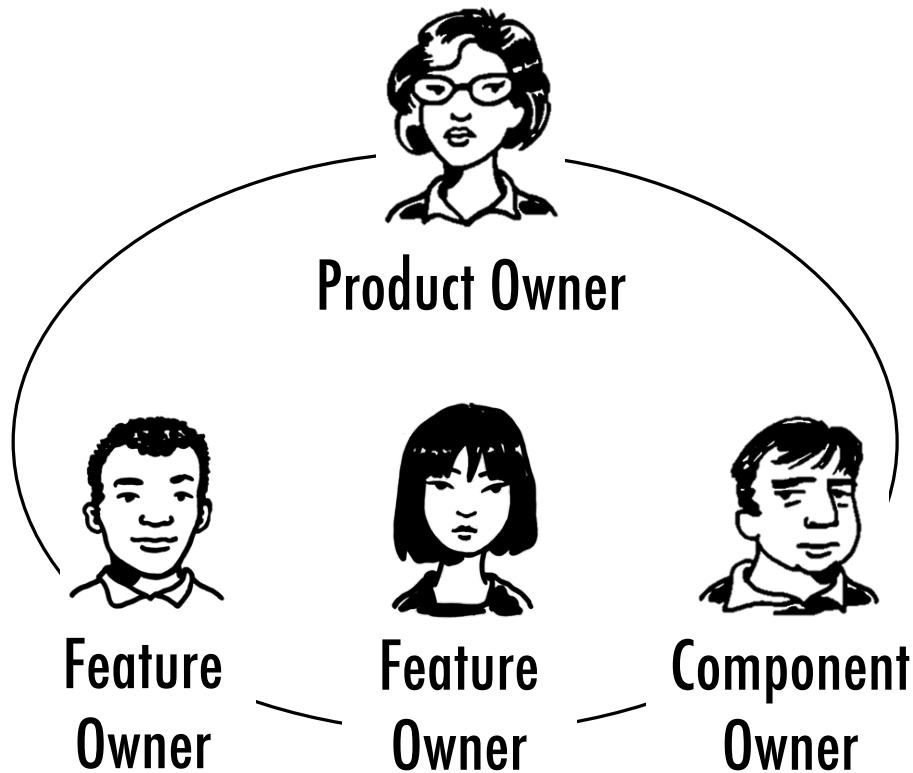 Product Owner
Feature
Owner
Feature
Owner
Component
Owner